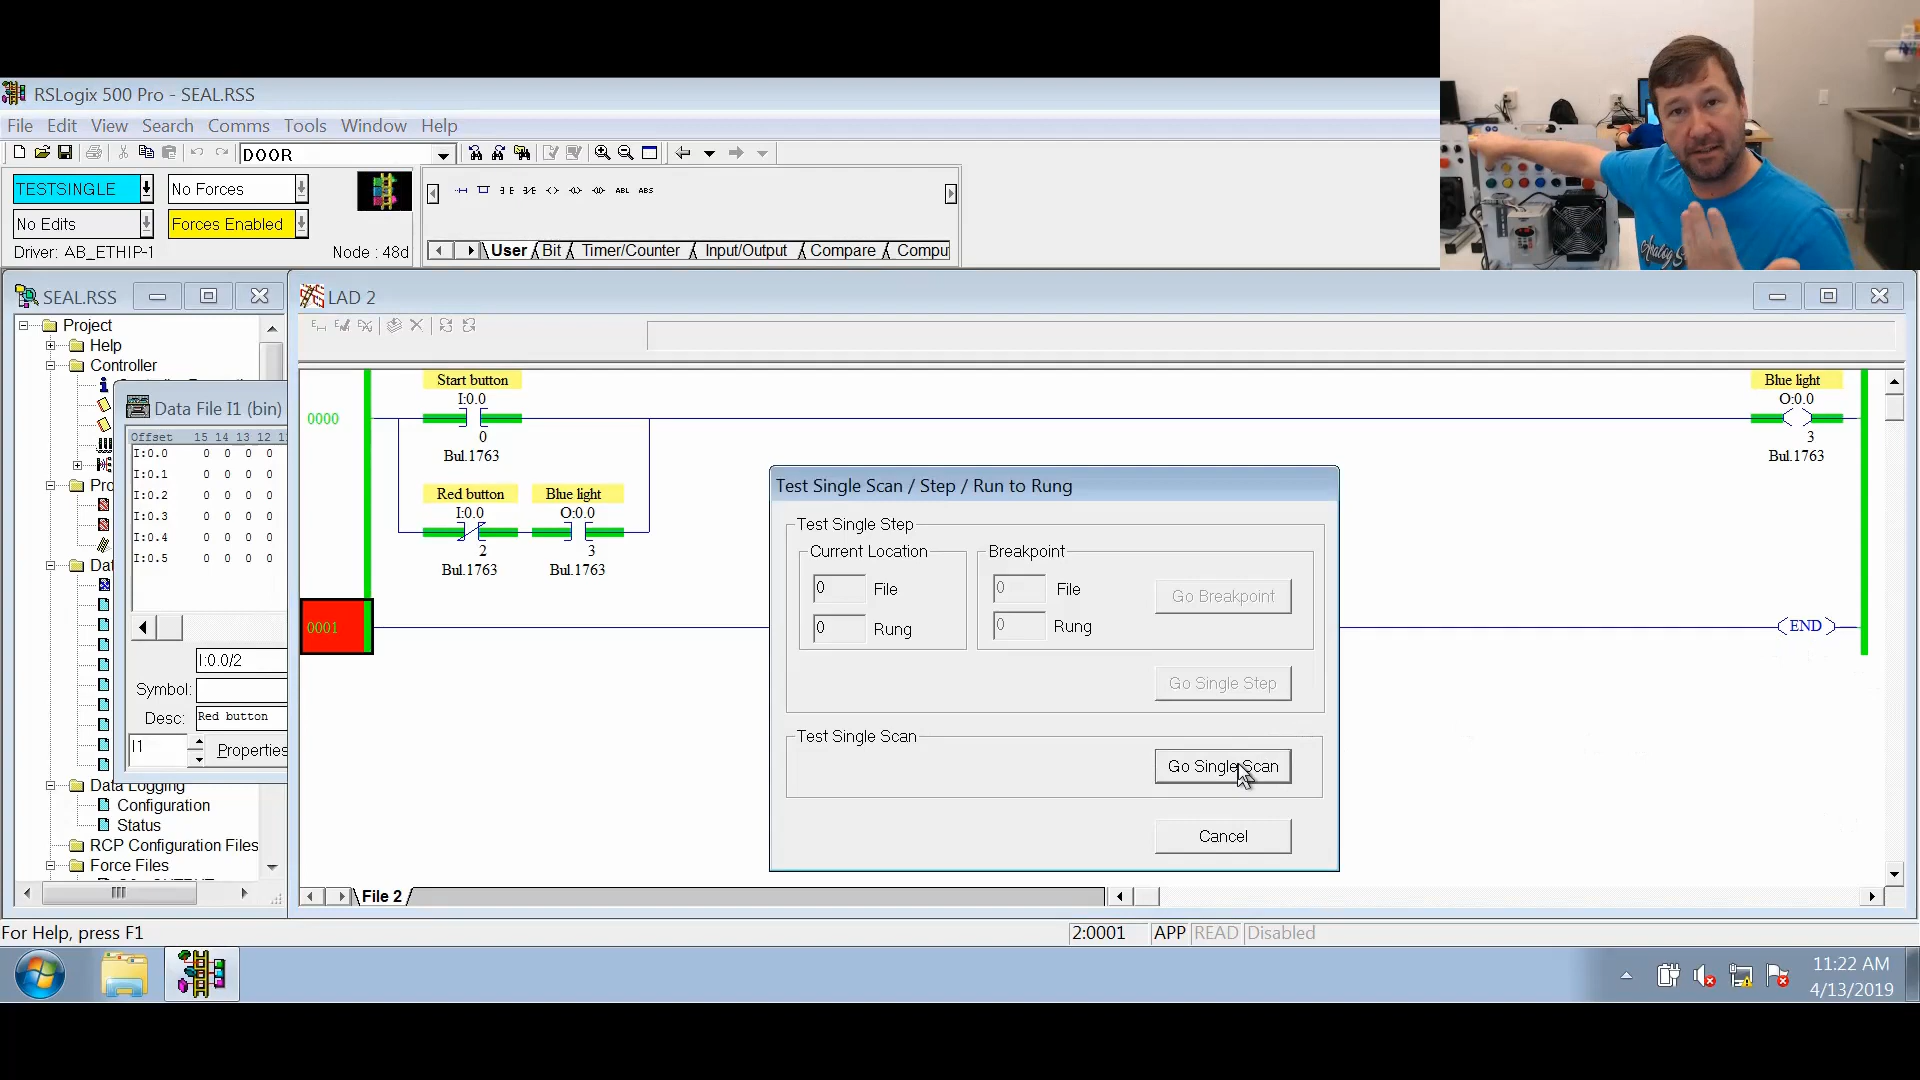 RSLogix 500 Pro - SEAL.RSS
File Edit View Search Comms Tools Window Help
DOOR
TESTSINGLE No Forces
No Edits Forces Enabled
Driver: AB_ETHIP-1 Node : 48d
ABL ABS
User Bit Timer/Counter Input/Output Compare Compu
SEAL.RSS
Project
Help
Controller
Pro
Dat
Data Logging
Configuration
Status
RCP Configuration Files
Force Files
Data File I1 (bin)
Offset 15 14 13 12
I:0.0 0 0 0 0
I:0.1 0 0 0 0
I:0.2 0 0 0 0
I:0.3 0 0 0 0
I:0.4 0 0 0 0
I:0.5 0 0 0 0
I:0.0/2
Symbol:
Desc: Red button
I1 Properties
LAD 2
0000
Start button
I:0.0
0
Bul.1763
Blue light
O:0.0
3
Bul.1763
Red button
I:0.0
2
Bul.1763
Blue light
O:0.0
3
Bul.1763
0001
END
Test Single Scan / Step / Run to Rung
Test Single Step
Current Location
0 File
0 Rung
Breakpoint
0 File
0 Rung
Go Breakpoint
Go Single Step
Test Single Scan
Go Single Scan
Cancel
File 2
For Help, press F1
2:0001 APP READ Disabled
11:22 AM
4/13/2019